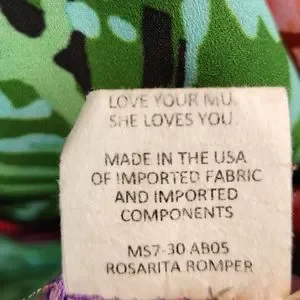 LOVE YOUR MU
SHE LOVES YOU
MADE IN THE USA
OF IMPORTED FABRIC
AND IMPORTED
COMPONENTS
MS7-30 AB05
ROSARITA ROMPER